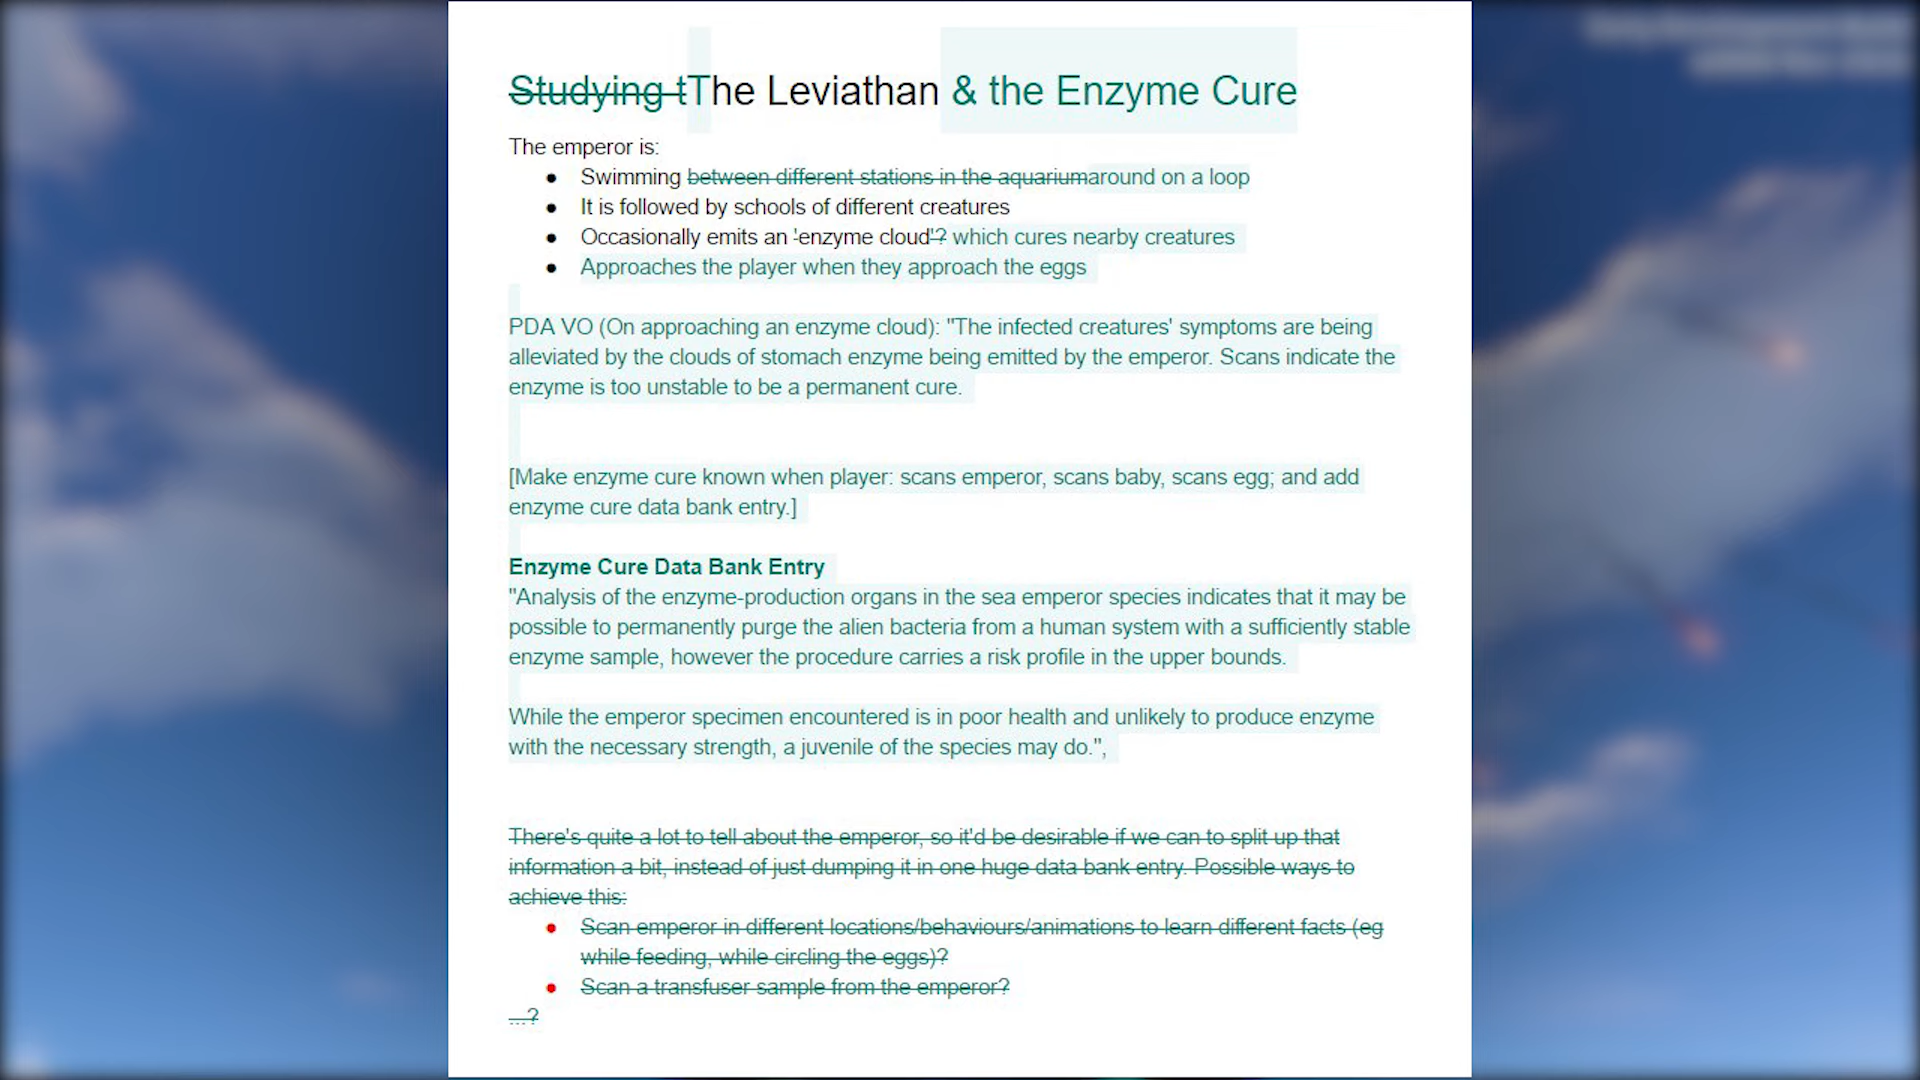 Studying tThe Leviathan & the Enzyme Cure
The emperor is:
● Swimming between different stations in the aquariumaround on a loop
● It is followed by schools of different creatures
● Occasionally emits an 'enzyme cloud'? which cures nearby creatures
● Approaches the player when they approach the eggs
PDA VO (On approaching an enzyme cloud): "The infected creatures' symptoms are being
alleviated by the clouds of stomach enzyme being emitted by the emperor. Scans indicate the
enzyme is too unstable to be a permanent cure.
[Make enzyme cure known when player: scans emperor, scans baby, scans egg; and add
enzyme cure data bank entry.]
Enzyme Cure Data Bank Entry
"Analysis of the enzyme-production organs in the sea emperor species indicates that it may be
possible to permanently purge the alien bacteria from a human system with a sufficiently stable
enzyme sample, however the procedure carries a risk profile in the upper bounds.
While the emperor specimen encountered is in poor health and unlikely to produce enzyme
with the necessary strength, a juvenile of the species may do.",
There's quite a lot to tell about the emperor, so it'd be desirable if we can to split up that
information a bit, instead of just dumping it in one huge data bank entry. Possible ways to
achieve this:
● Scan emperor in different locations/behaviours/animations to learn different facts (eg
while feeding, while circling the eggs)?
● Scan a transfuser sample from the emperor?
...?